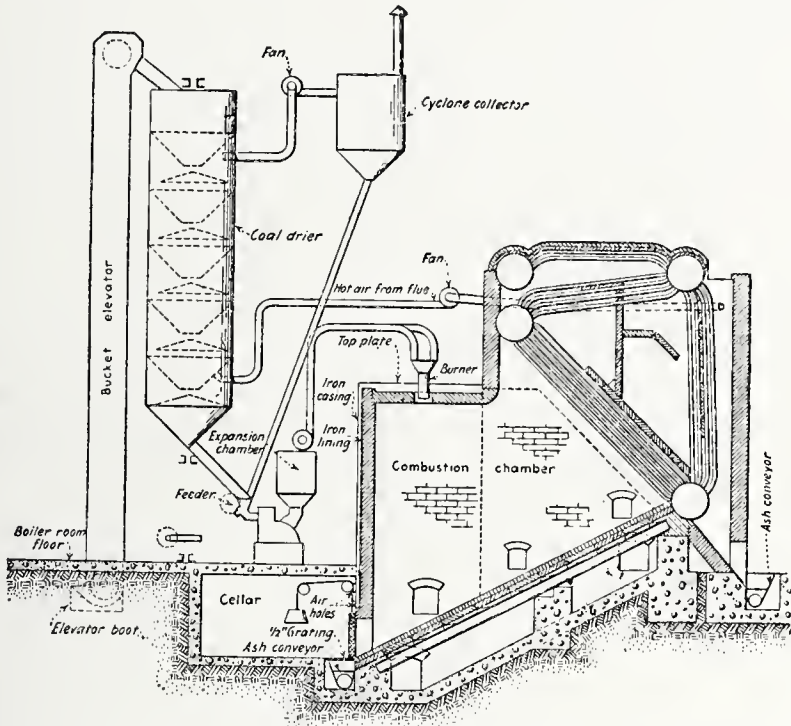 Fan
Cyclone collector
Coal drier
Bucket elevator
Fan
Hot air from flue
Top plate
Burner
Iron
casing
Iron
lining
Expansion
chamber
Combustion chamber
Feeder
Ash conveyor
Boiler room
floor
Cellar
Air
holes
½" Grating
Ash conveyor
Elevator boot